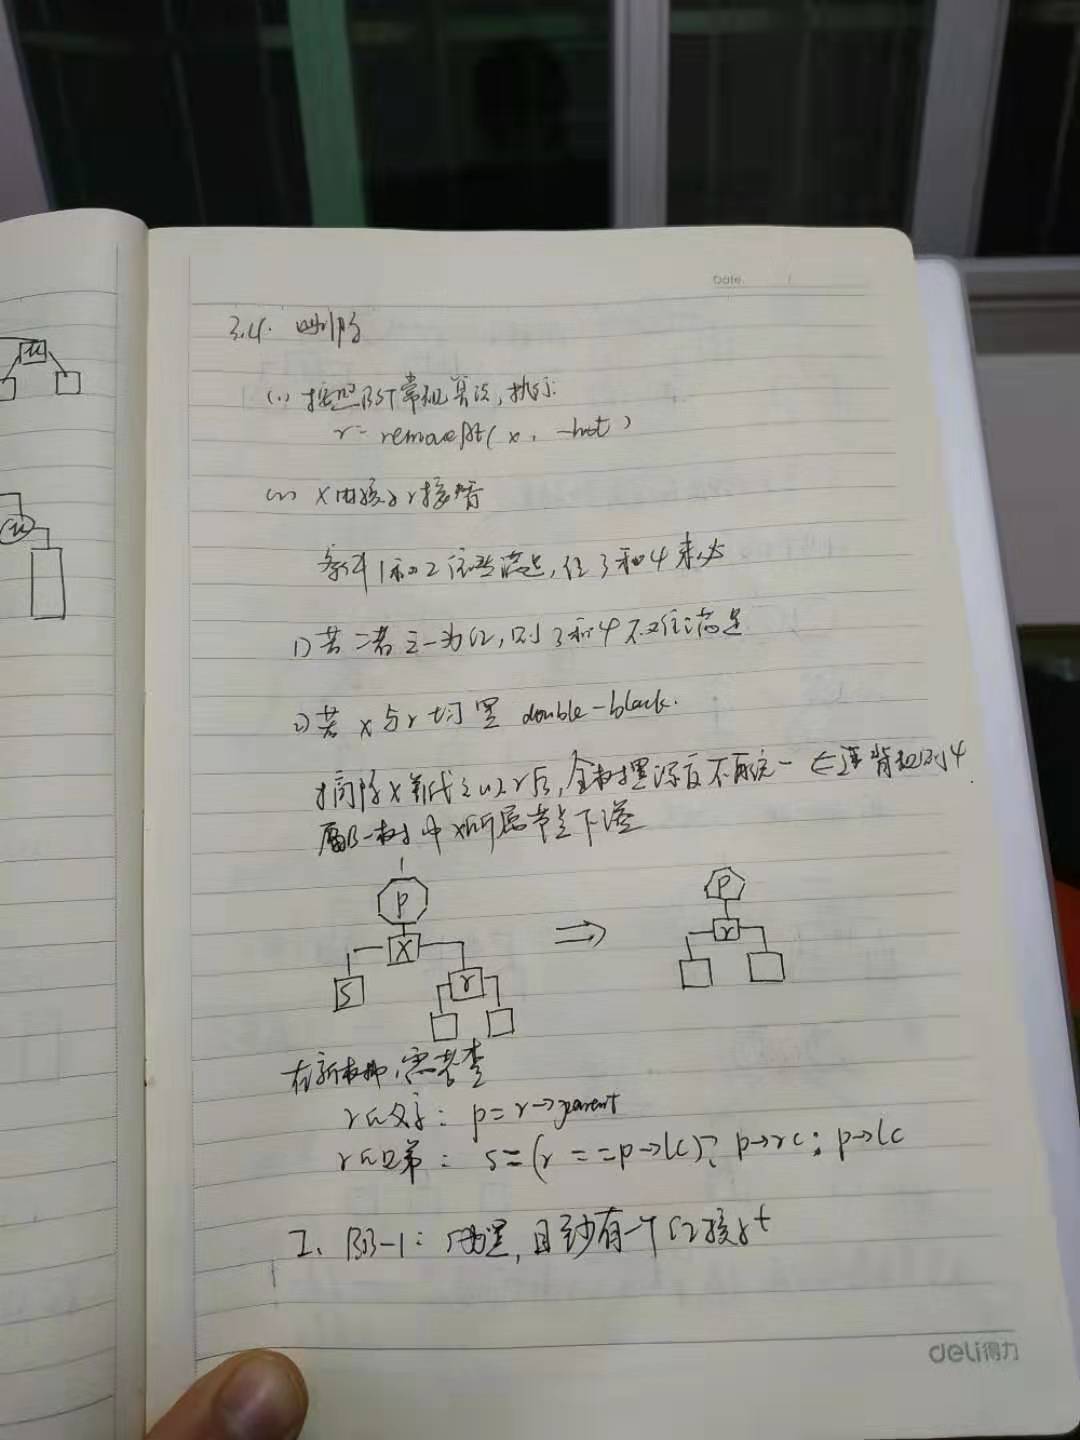 Date /
3.4. 删除
(1) 按照BST常规算法,执行:
r = removeAt( x, _hot )
(2) x由孩子r接替
条件1和2依然满足,但3和4未必
1) 若二者之一为红,则3和4不难满足
2) 若x与r均黑 double-black.
摘除x并代之以r后,全树黑深度不再统一 ⇐ 违背规则4.
原B-树中x所属节点下溢
p
x
s r
⇒
p
r
在新树中,需考查
r的父亲: p = r→parent
r的兄弟: s = (r == p→lc)? p→rc : p→lc
I、BB-1: s为黑,且至少有一个红孩子t
deli得力
u
u